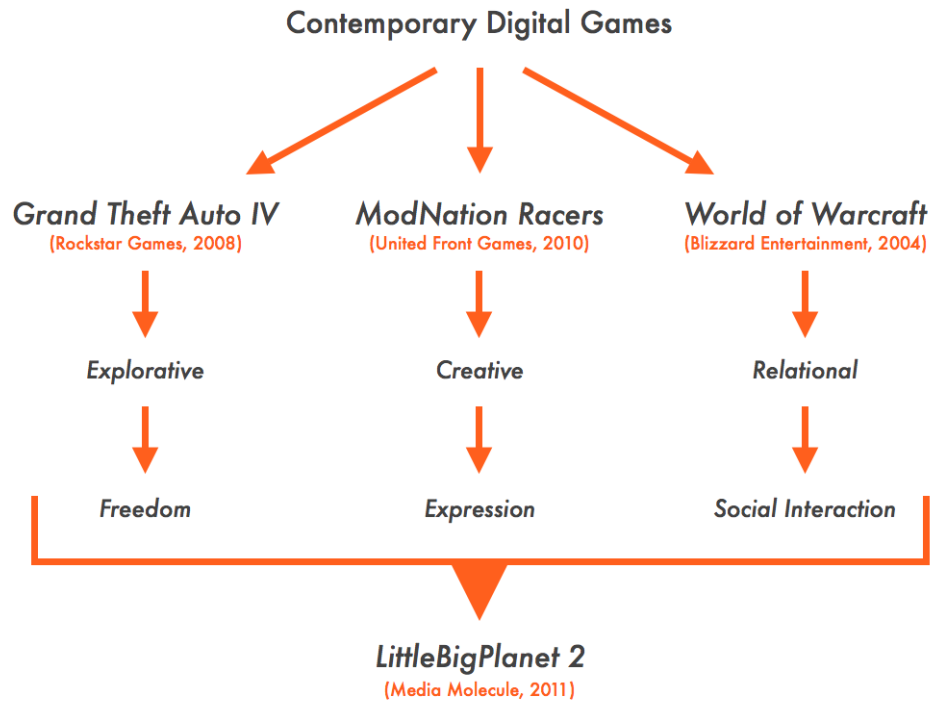 Contemporary Digital Games
Grand Theft Auto IV
(Rockstar Games, 2008)
ModNation Racers
(United Front Games, 2010)
World of Warcraft
(Blizzard Entertainment, 2004)
Explorative
Creative
Relational
Freedom
Expression
Social Interaction
LittleBigPlanet 2
(Media Molecule, 2011)